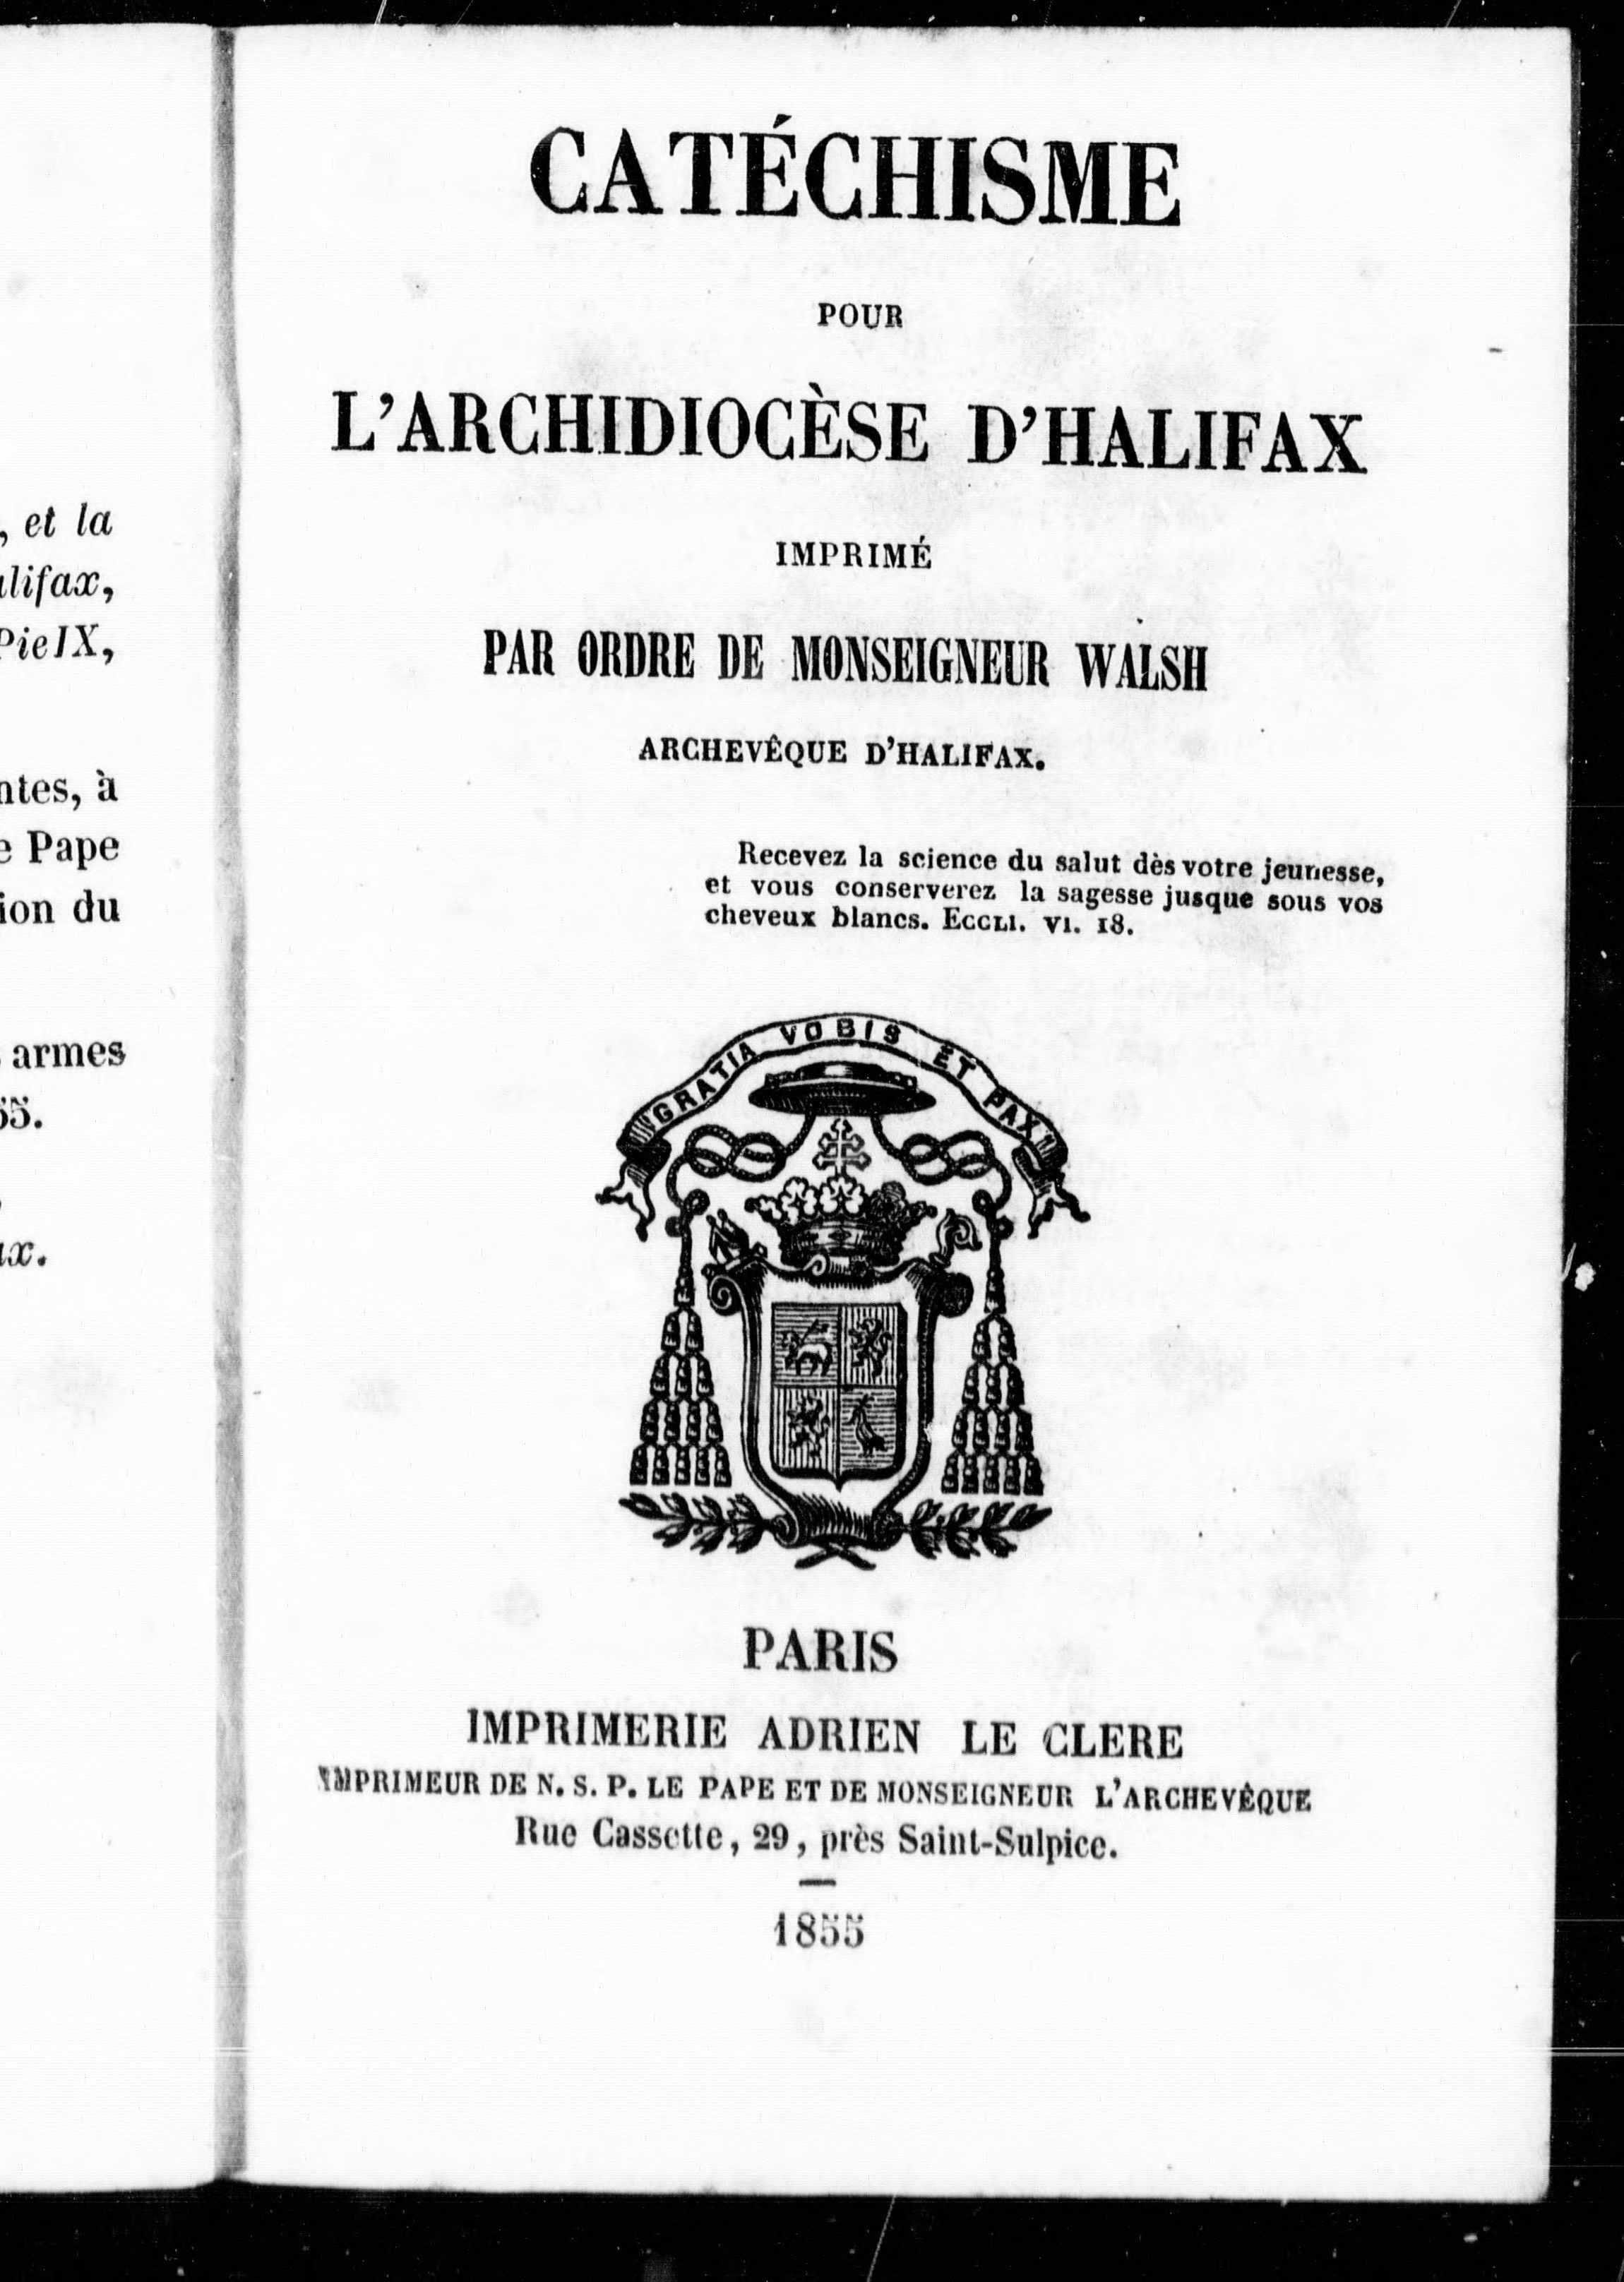 , et la
alifax,
Pie IX,
ntes, à
e Pape
ion du
armes
55.
ax.
CATÉCHISME
POUR
L'ARCHIDIOCÈSE D'HALIFAX
IMPRIMÉ
PAR ORDRE DE MONSEIGNEUR WALSH
ARCHEVÊQUE D'HALIFAX.
Recevez la science du salut dès votre jeunesse,
et vous conserverez la sagesse jusque sous vos
cheveux blancs. ECCLI. VI. 18.
GRATIA VOBIS ET PAX
PARIS
IMPRIMERIE ADRIEN LE CLERE
IMPRIMEUR DE N. S. P. LE PAPE ET DE MONSEIGNEUR L'ARCHEVÊQUE
Rue Cassette, 29, près Saint-Sulpice.
1855